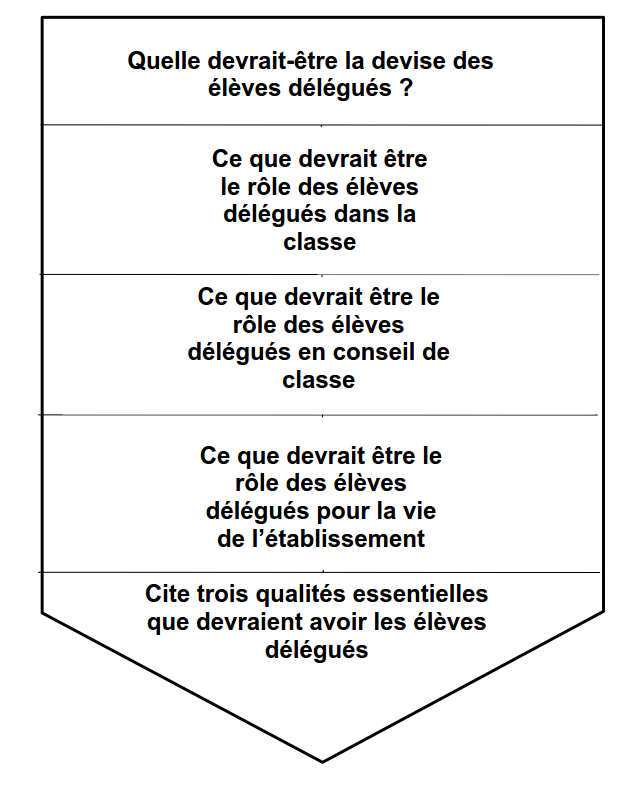 Quelle devrait-être la devise des
élèves délégués ?
Ce que devrait être
le rôle des élèves
délégués dans la
classe
Ce que devrait être le
rôle des élèves
délégués en conseil de
classe
Ce que devrait être le
rôle des élèves
délégués pour la vie
de l’établissement
Cite trois qualités essentielles
que devraient avoir les élèves
délégués